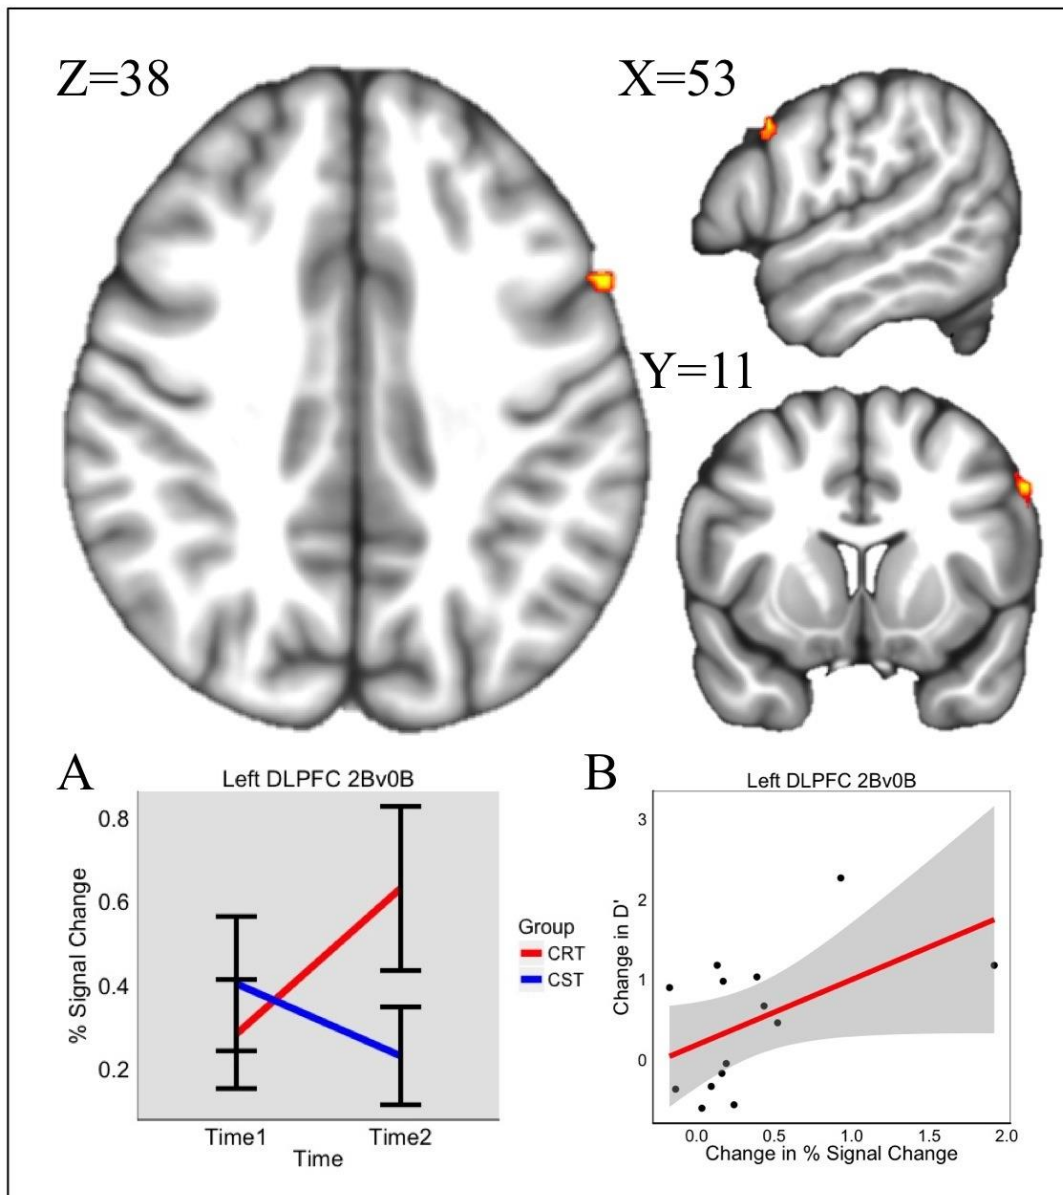 Z=38
X=53
Y=11
A
Left DLPFC 2Bv0B
% Signal Change
0.8
0.6
0.4
0.2
Time1
Time2
Time
Group
CRT
CST
B
Left DLPFC 2Bv0B
Change in D'
3
2
1
0
0.0
0.5
1.0
1.5
2.0
Change in % Signal Change